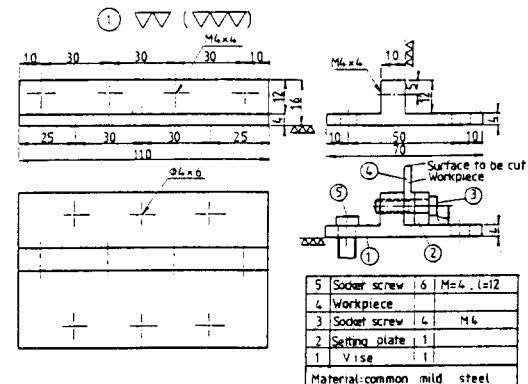 1 ▽▽ ( ▽▽▽ )
M4×4
10 30 30 30 10
12 16 4
25 30 30 25
110
Φ4×6
10
M4×4
5 12
4
10 50 10
70
4 Surface to be cut
Workpiece
5 3
4
1 2
5 Socket screw 6 M=4 , l=12
4 Workpiece
3 Socket screw 4 M4
2 Setting plate 1
1 Vise 1
Material:common mild steel